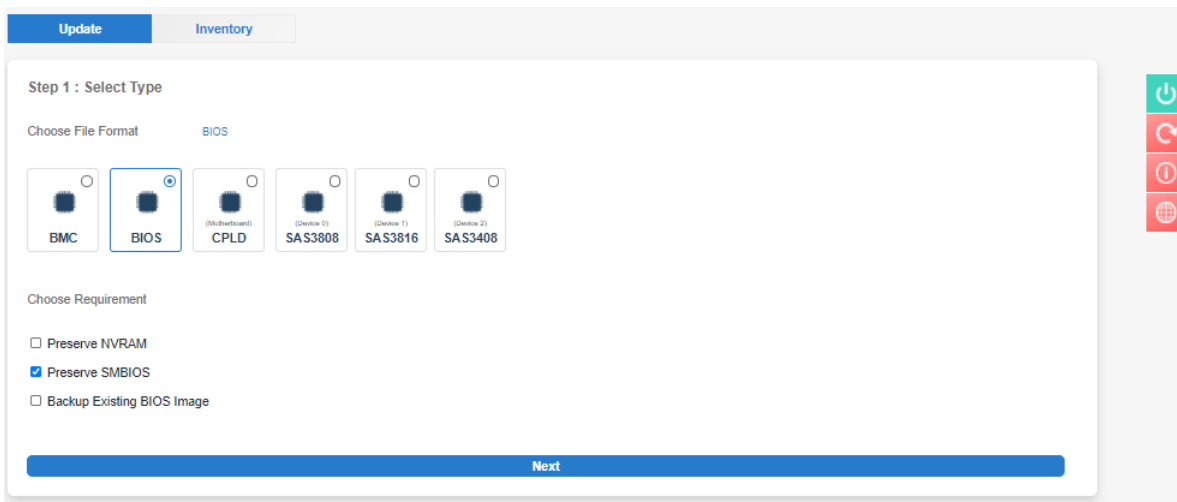 Update Inventory
Step 1 : Select Type
Choose File Format BIOS
(Motherboard) (Device 0) (Device 1) (Device 2)
BMC BIOS CPLD SAS3808 SAS3816 SAS3408
Choose Requirement
Preserve NVRAM
Preserve SMBIOS
Backup Existing BIOS Image
Next